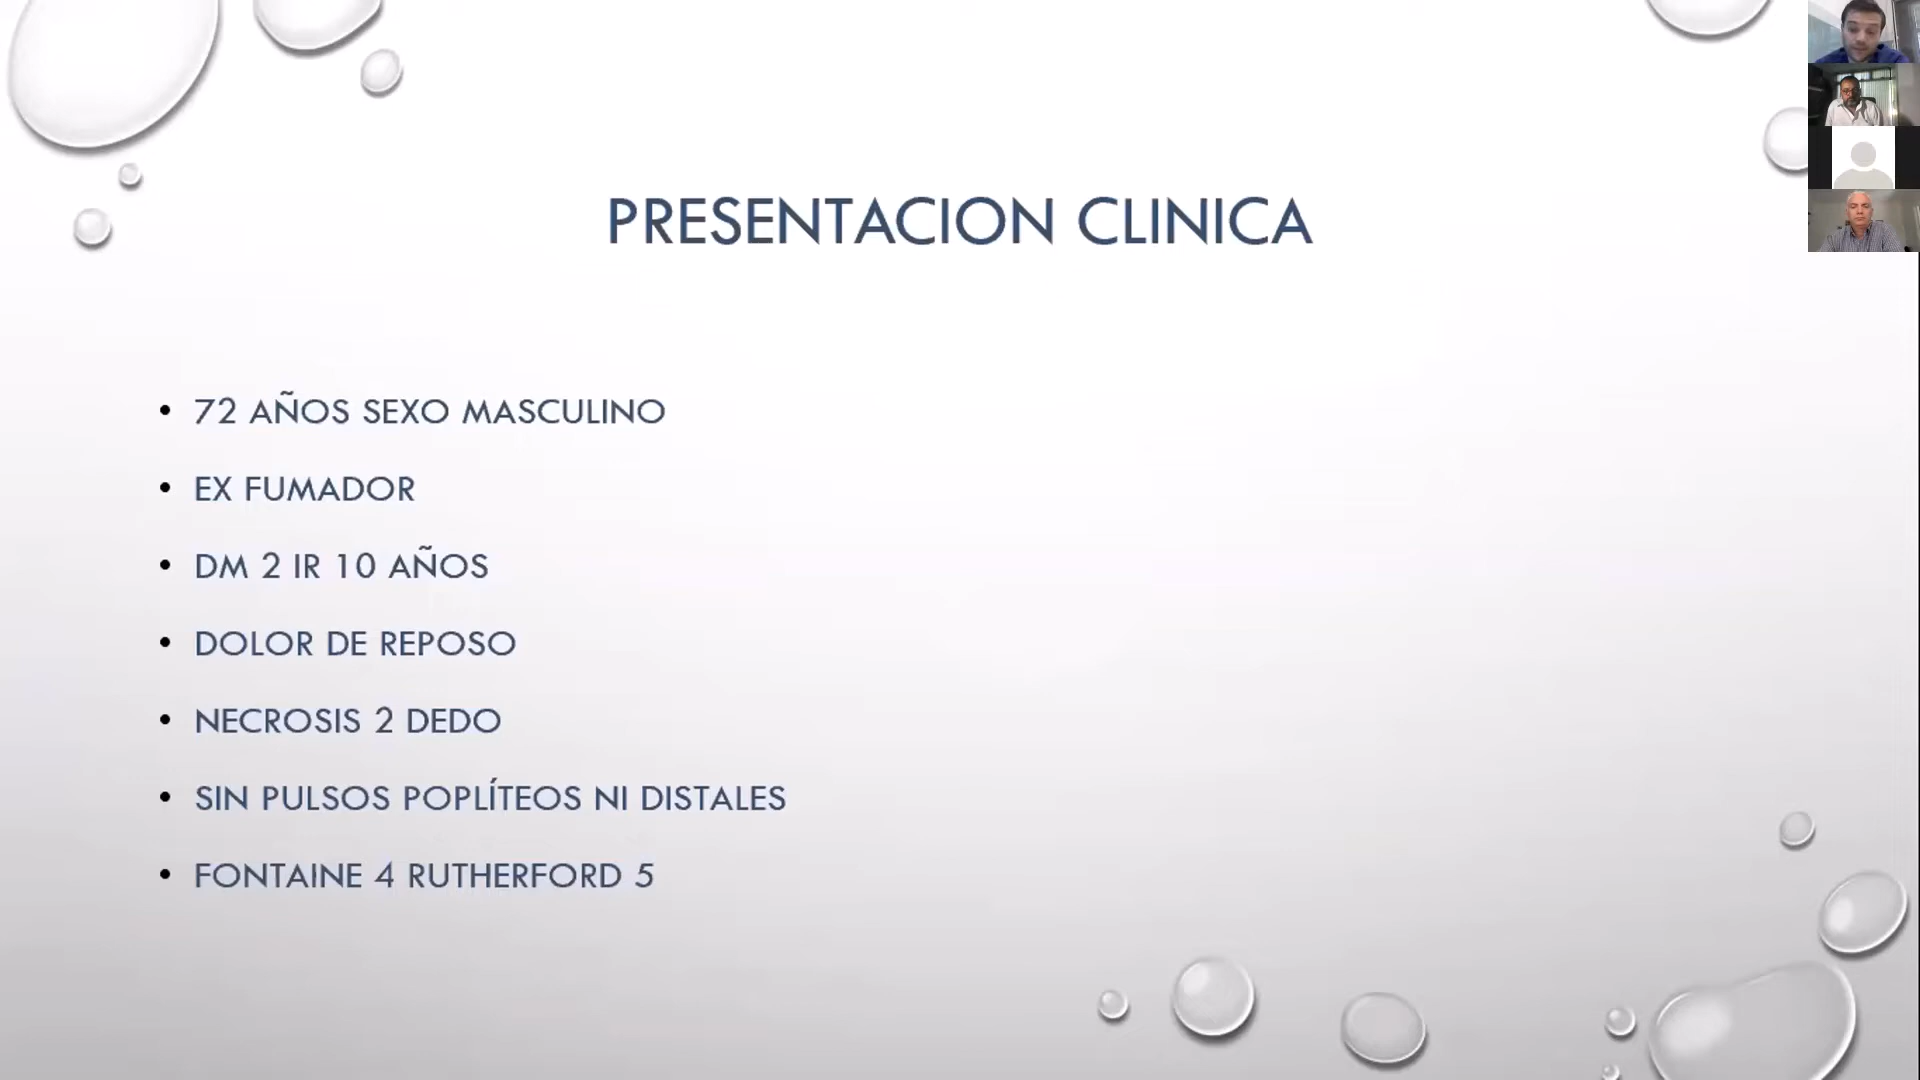 PRESENTACION CLINICA
• 72 AÑOS SEXO MASCULINO
• EX FUMADOR
• DM 2 IR 10 AÑOS
• DOLOR DE REPOSO
• NECROSIS 2 DEDO
• SIN PULSOS POPLÍTEOS NI DISTALES
• FONTAINE 4 RUTHERFORD 5